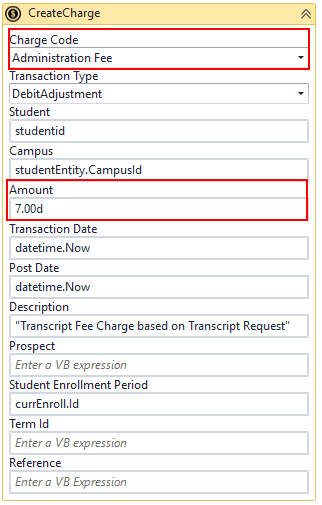 CreateCharge
Charge Code
Administration Fee
Transaction Type
DebitAdjustment
Student
studentid
Campus
studentEntity.CampusId
Amount
7.00d
Transaction Date
datetime.Now
Post Date
datetime.Now
Description
"Transcript Fee Charge based on Transcript Request"
Prospect
Enter a VB expression
Student Enrollment Period
currEnroll.Id
Term Id
Enter a VB expression
Reference
Enter a VB Expression